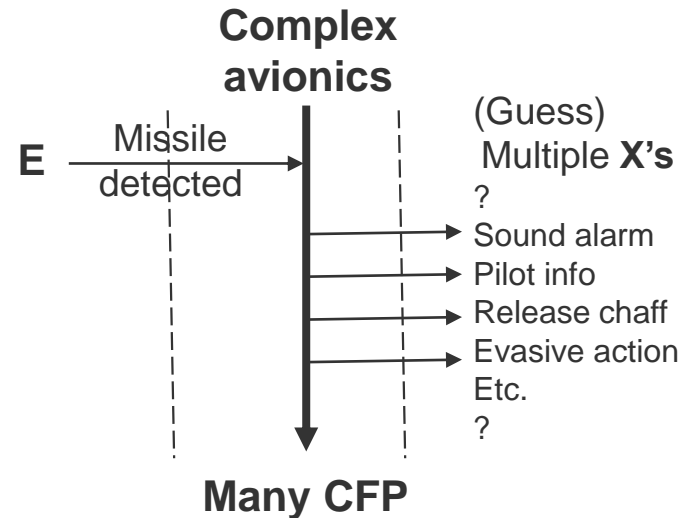 Complex
avionics
E
Missile
detected
(Guess)
Multiple X's
?
Sound alarm
Pilot info
Release chaff
Evasive action
Etc.
?
Many CFP